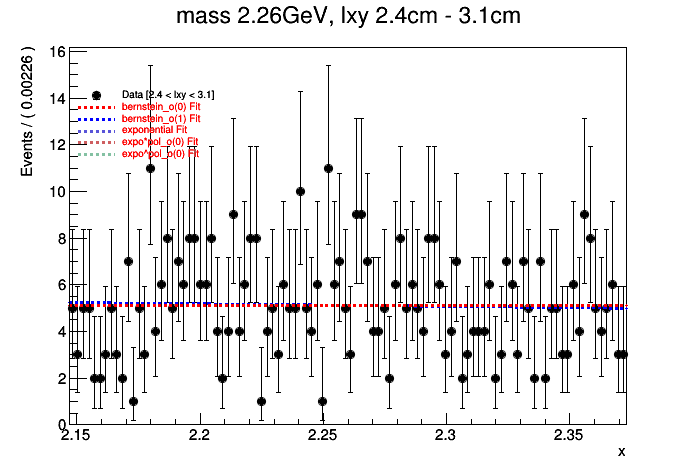 mass 2.26GeV, lxy 2.4cm - 3.1cm
Events / ( 0.00226 )
16
14
12
10
8
6
4
2
0
Data [2.4 < lxy < 3.1]
bernstein_o(0) Fit
bernstein_o(1) Fit
exponential Fit
expo*pol_o(0) Fit
expo^pol_o(0) Fit
2.15 2.2 2.25 2.3 2.35
x